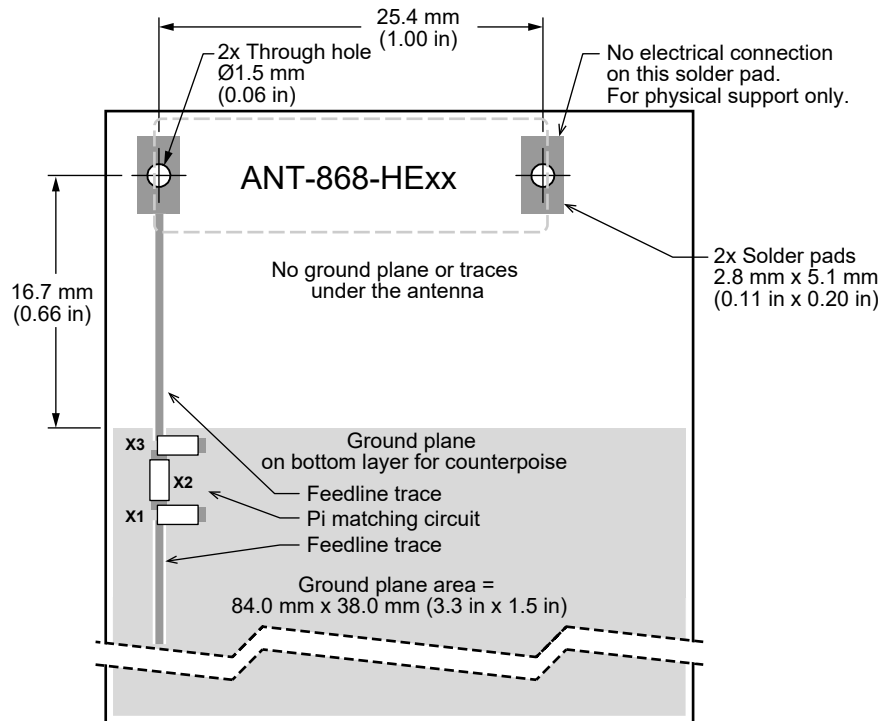 25.4 mm
(1.00 in)
2x Through hole
Ø1.5 mm
(0.06 in)
No electrical connection
on this solder pad.
For physical support only.
ANT-868-HExx
2x Solder pads
2.8 mm x 5.1 mm
(0.11 in x 0.20 in)
No ground plane or traces
under the antenna
16.7 mm
(0.66 in)
X3
Ground plane
on bottom layer for counterpoise
X2
Feedline trace
X1
Pi matching circuit
Feedline trace
Ground plane area =
84.0 mm x 38.0 mm (3.3 in x 1.5 in)